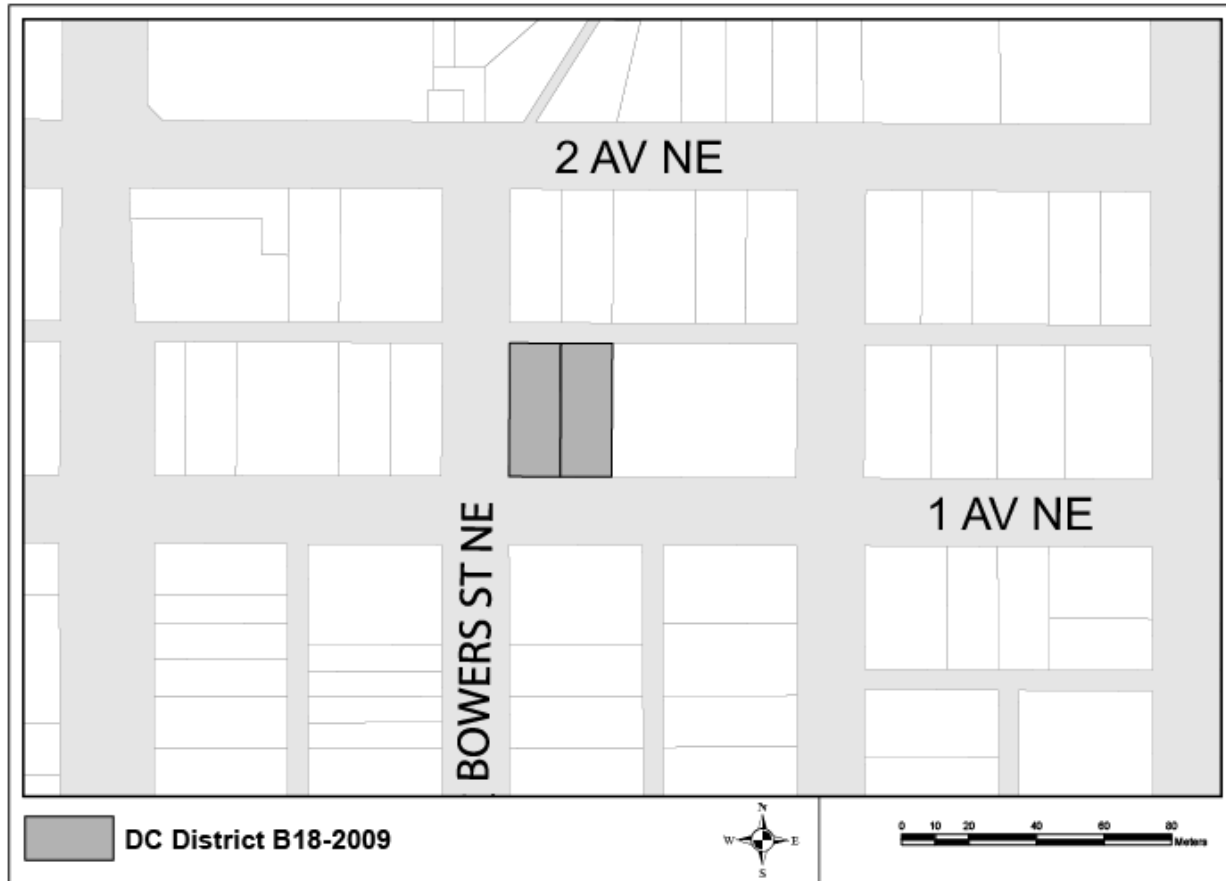 2 AV NE
1 AV NE
BOWERS ST NE
DC District B18-2009
N
W E
S
0 10 20 40 60 80
Meters